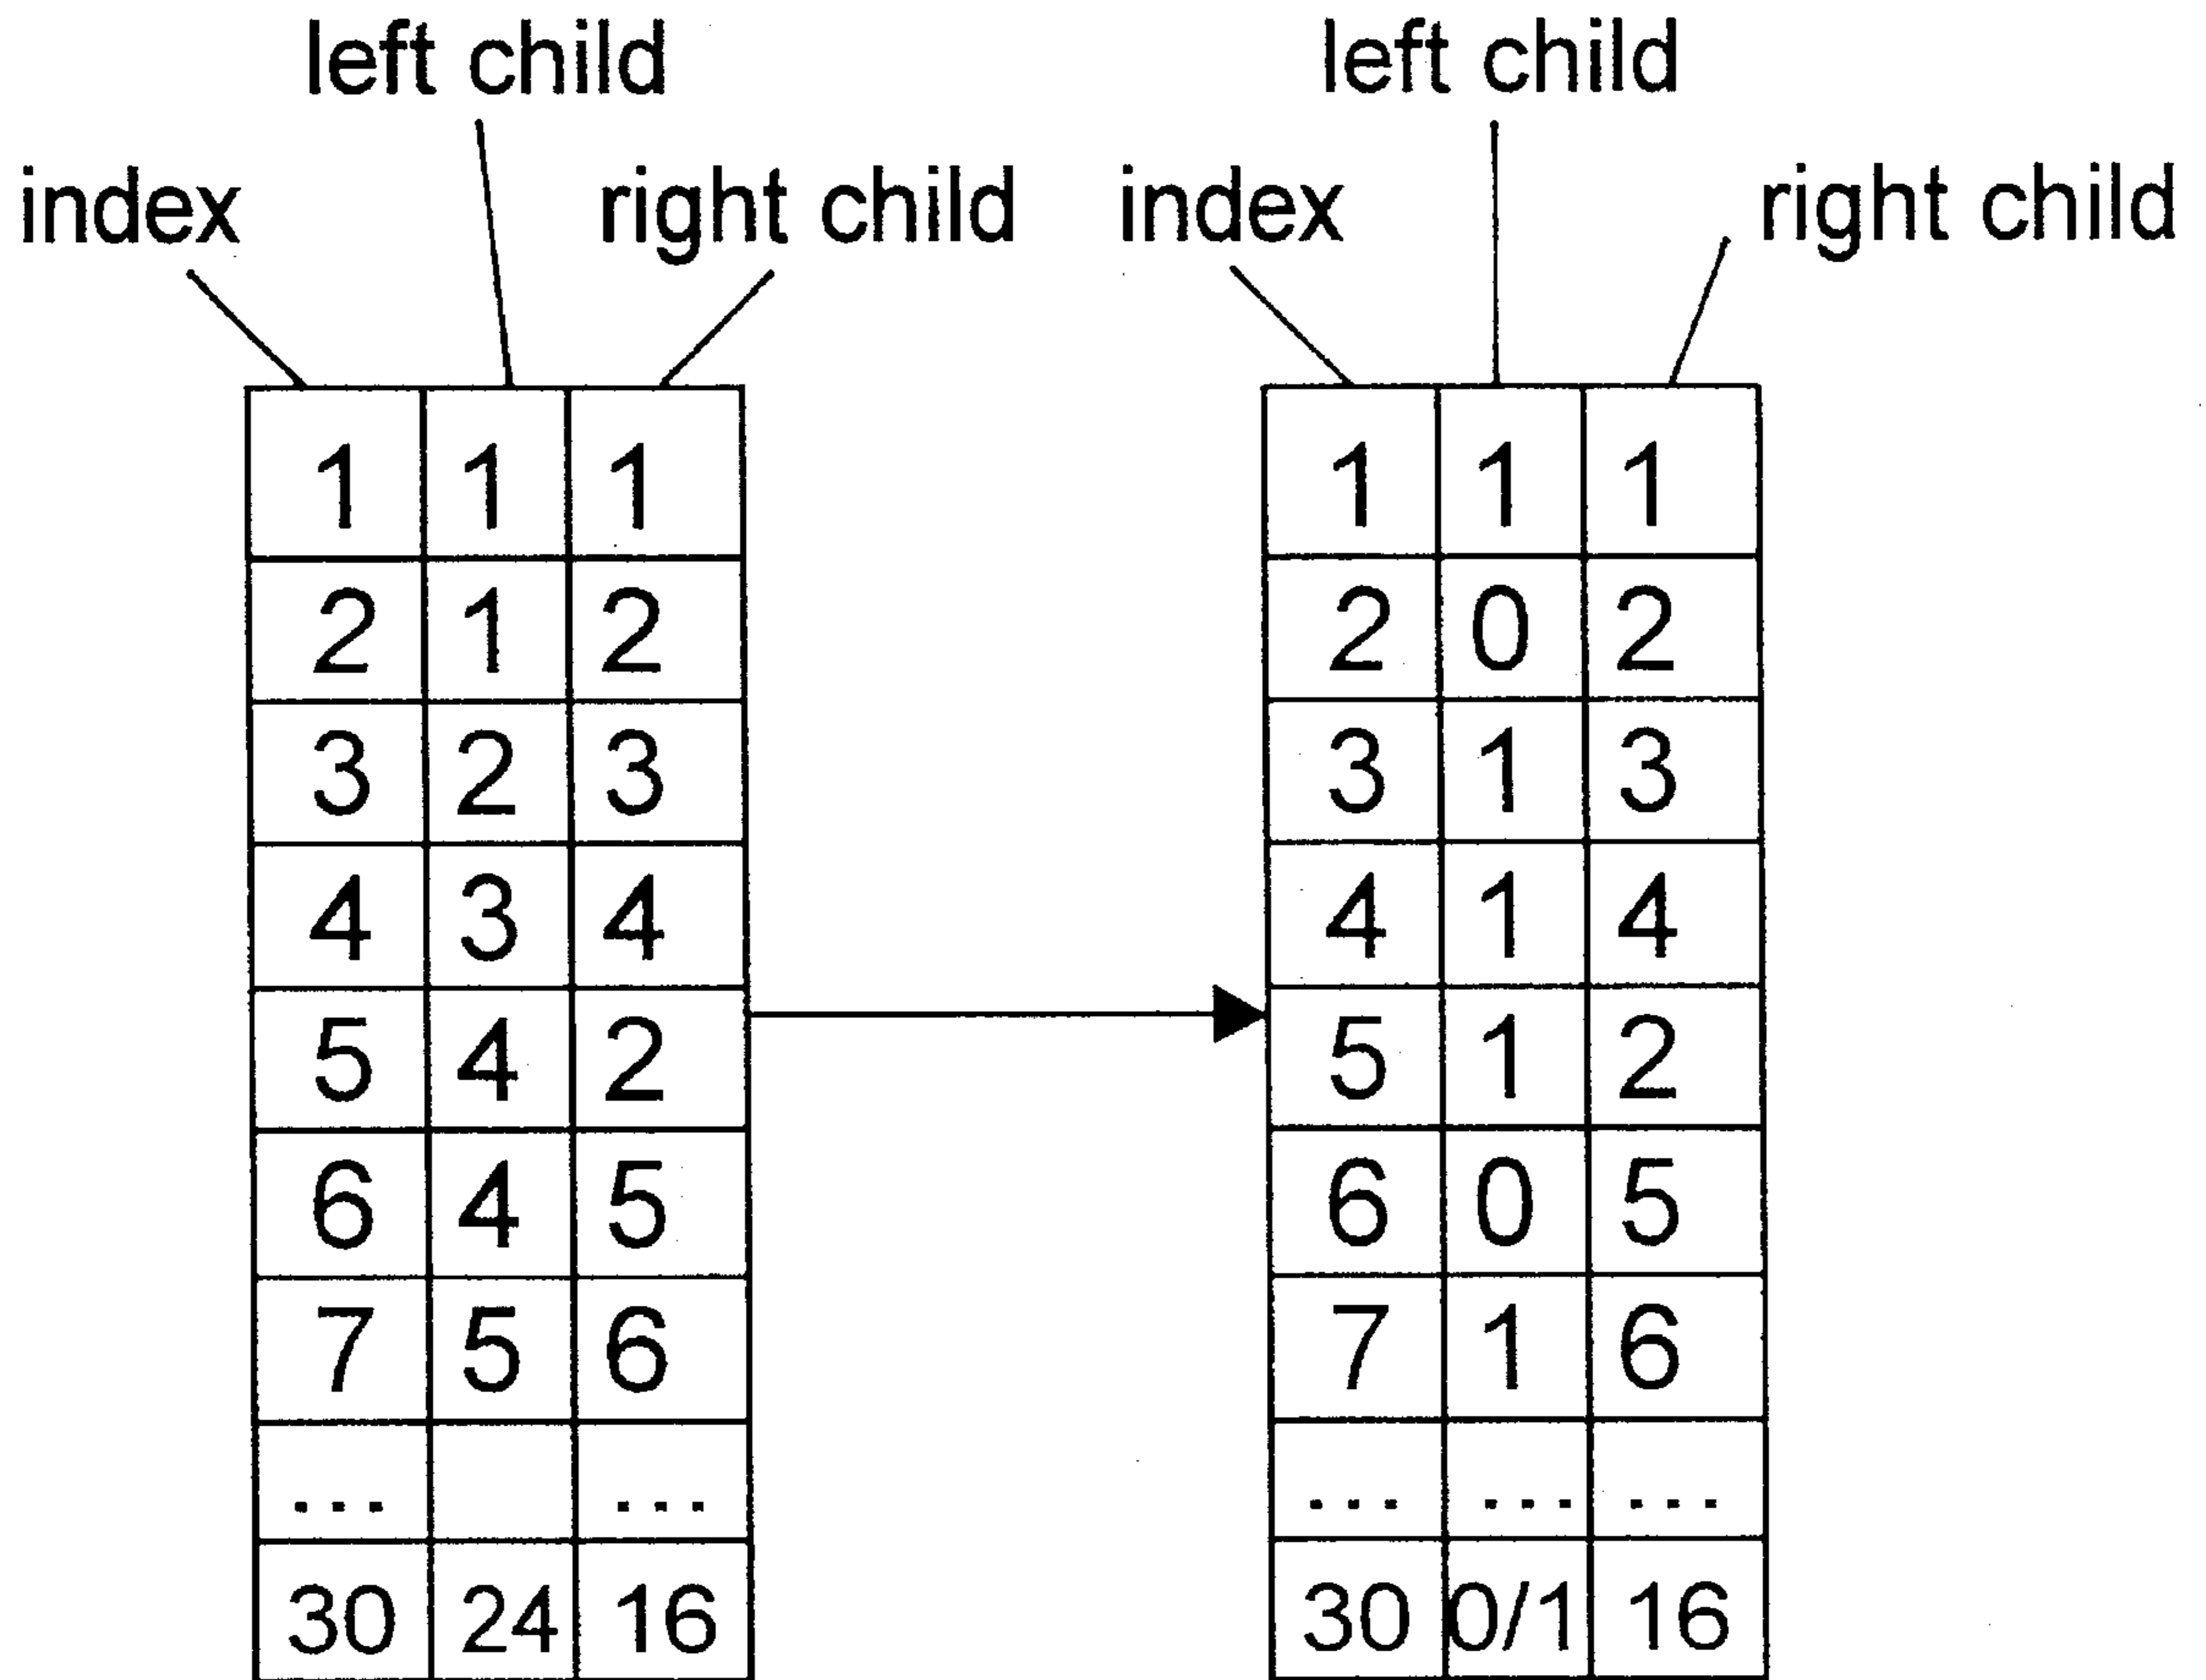 left child left child
index right child index right child
1 1 1 1 1 1
2 1 2 2 0 2
3 2 3 3 1 3
4 3 4 4 1 4
5 4 2 5 1 2
6 4 5 6 0 5
7 5 6 7 1 6
... ... ... ... ...
30 24 16 30 0/1 16